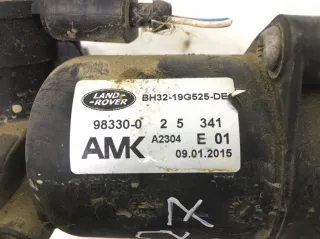 LAND-
ROVER
BH32-19G525-DE
98330-0 2 5 341
AMK A2304 E 01
09.01.2015